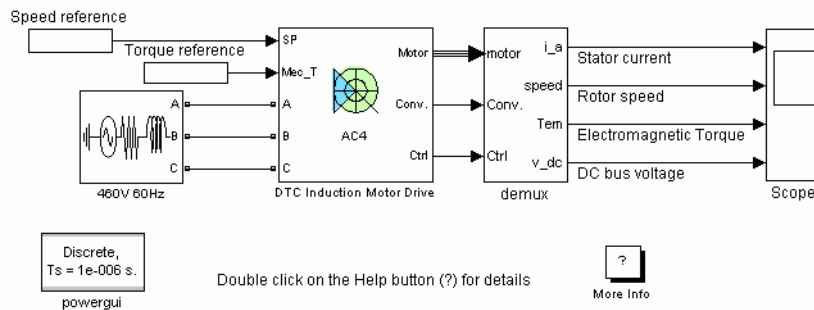 Speed reference
Torque reference
SP
Mec_T
A
B
C
Motor
Conv.
Ctrl
AC4
DTC Induction Motor Drive
A
B
C
460V 60Hz
motor
Conv.
Ctrl
i_a
speed
Tem
v_dc
demux
Stator current
Rotor speed
Electromagnetic Torque
DC bus voltage
Scope
Discrete,
Ts = 1e-006 s.
powergui
Double click on the Help button (?) for details
?
More Info